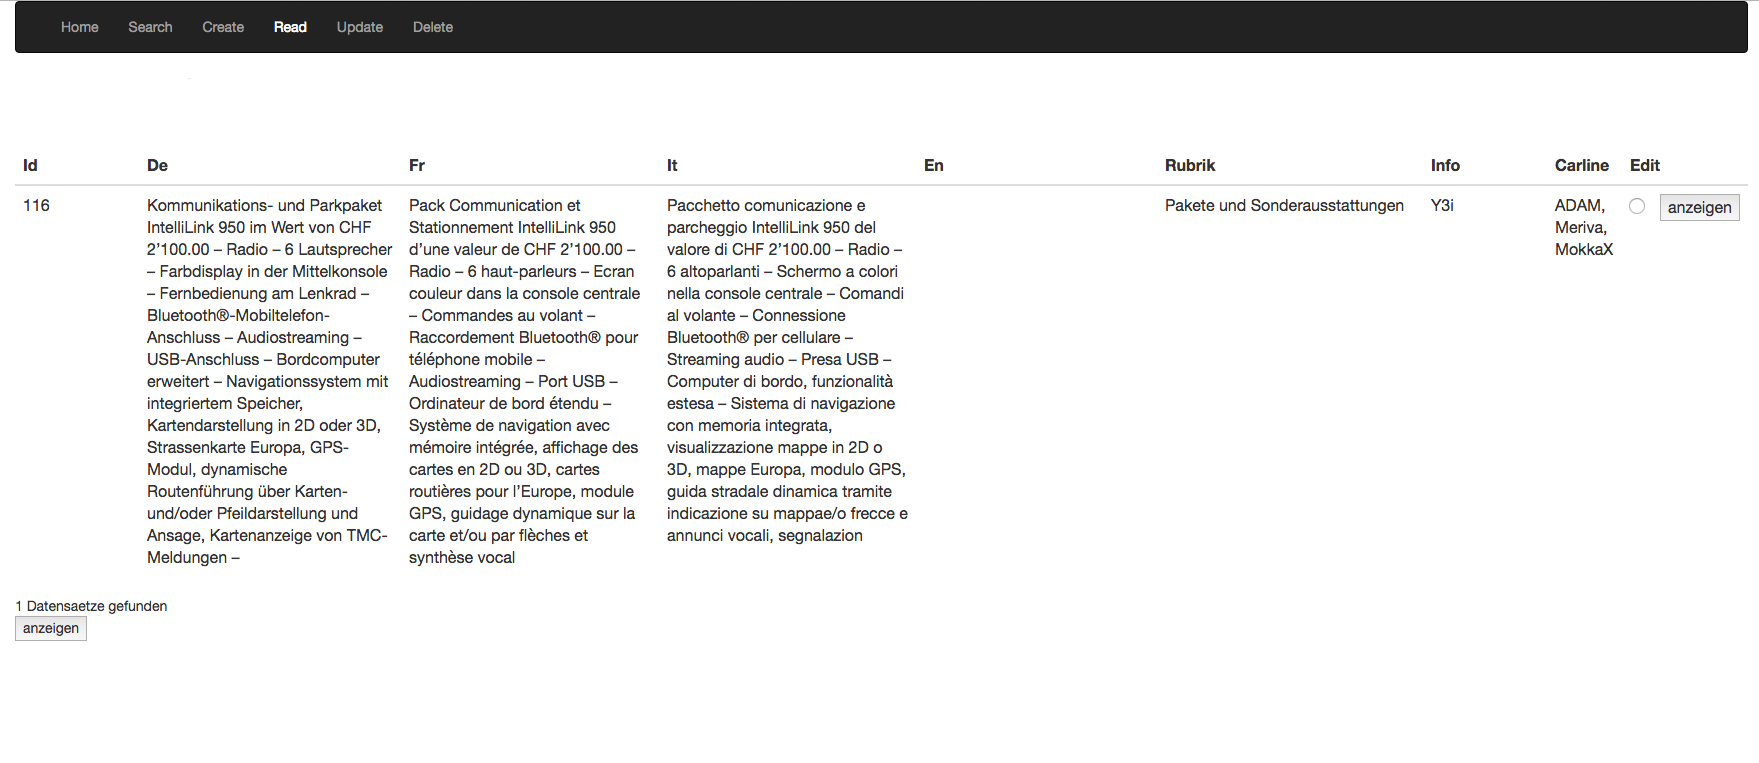 Home Search Create Read Update Delete
Id De Fr It En Rubrik Info Carline Edit
116
Kommunikations- und Parkpaket
IntelliLink 950 im Wert von CHF
2’100.00 – Radio – 6 Lautsprecher
– Farbdisplay in der Mittelkonsole
– Fernbedienung am Lenkrad –
Bluetooth®-Mobiltelefon-
Anschluss – Audiostreaming –
USB-Anschluss – Bordcomputer
erweitert – Navigationssystem mit
integriertem Speicher,
Kartendarstellung in 2D oder 3D,
Strassenkarte Europa, GPS-
Modul, dynamische
Routenführung über Karten-
und/oder Pfeildarstellung und
Ansage, Kartenanzeige von TMC-
Meldungen –
Pack Communication et
Stationnement IntelliLink 950
d’une valeur de CHF 2’100.00 –
Radio – 6 haut-parleurs – Ecran
couleur dans la console centrale
– Commandes au volant –
Raccordement Bluetooth® pour
téléphone mobile –
Audiostreaming – Port USB –
Ordinateur de bord étendu –
Système de navigation avec
mémoire intégrée, affichage des
cartes en 2D ou 3D, cartes
routières pour l’Europe, module
GPS, guidage dynamique sur la
carte et/ou par flèches et
synthèse vocal
Pacchetto comunicazione e
parcheggio IntelliLink 950 del
valore di CHF 2’100.00 – Radio –
6 altoparlanti – Schermo a colori
nella console centrale – Comandi
al volante – Connessione
Bluetooth® per cellulare –
Streaming audio – Presa USB –
Computer di bordo, funzionalità
estesa – Sistema di navigazione
con memoria integrata,
visualizzazione mappe in 2D o
3D, mappe Europa, modulo GPS,
guida stradale dinamica tramite
indicazione su mappae/o frecce e
annunci vocali, segnalazion
Pakete und Sonderausstattungen
Y3i
ADAM,
Meriva,
MokkaX
anzeigen
1 Datensaetze gefunden
anzeigen